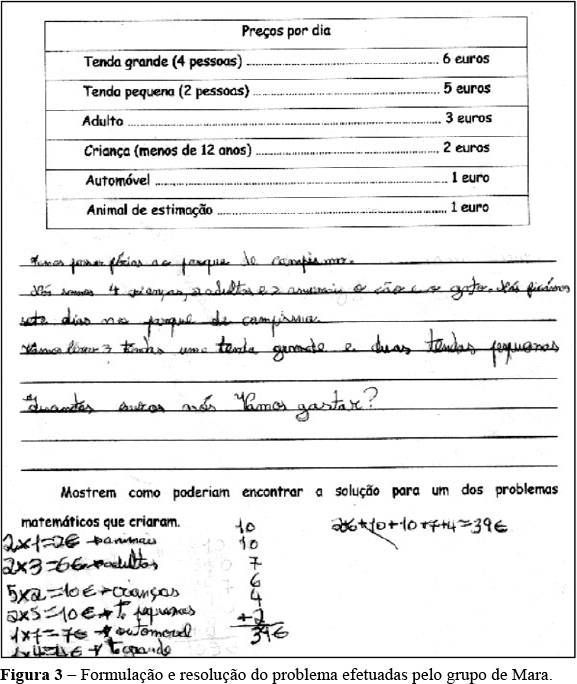 Preços por dia
Tenda grande (4 pessoas) ........ 6 euros
Tenda pequena (2 pessoas) ........ 5 euros
Adulto ........ 3 euros
Criança (menos de 12 anos) ........ 2 euros
Automóvel ........ 1 euro
Animal de estimação ........ 1 euro
Fomos passar férias ao parque de campismo.
Nós somos 4 crianças, 2 adultos e 2 animais o cão e o gato. Nós ficámos
sete dias no parque de campismo
Vamos levar 3 tendas uma tenda grande e duas tendas pequenas
Quantos euros nós Vamos gastar?
Mostrem como poderiam encontrar a solução para um dos problemas
matemáticos que criaram.
2x1=2€ animais
2x3=6€ adultos
5x2=10€ crianças
2x5=10€ t. pequenas
1x7=7€ automovel
1x4=4€ t. grande
10
10
7
6
4
+2
39€
26+10+10+7+4=39€
Figura 3 – Formulação e resolução do problema efetuadas pelo grupo de Mara.